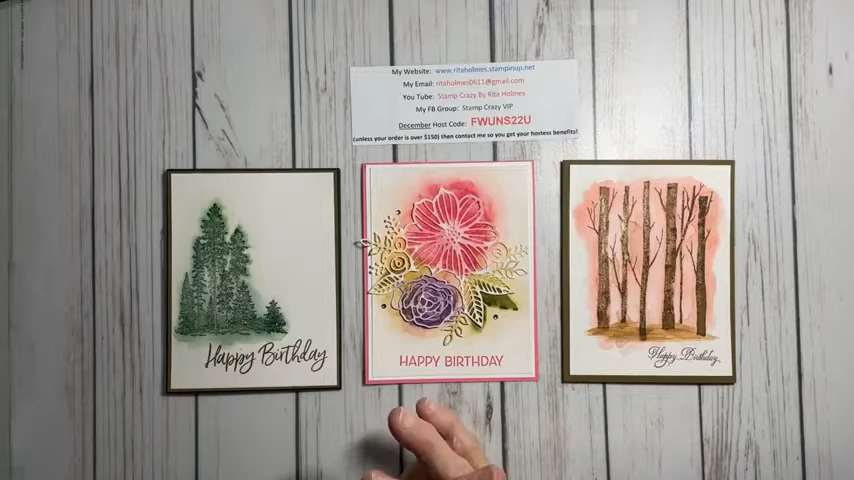 My Website: www.ritaholmes.stampinup.net
My Email: ritaholmes0611@gmail.com
You Tube: Stamp Crazy By Rita Holmes
My FB Group: Stamp Crazy VIP
December Host Code: FWUNS22U
(unless your order is over $150) then contact me so you get your hostess benefits!
Happy Birthday
HAPPY BIRTHDAY
Happy Birthday